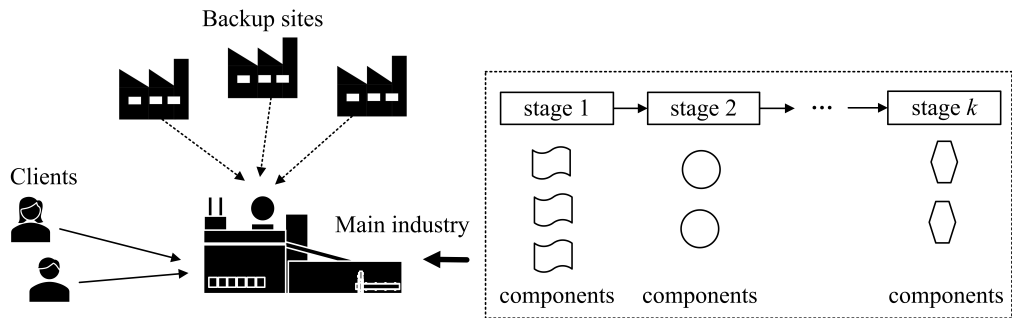 Backup sites
stage 1
stage 2
...
stage k
Clients
Main industry
components
components
components